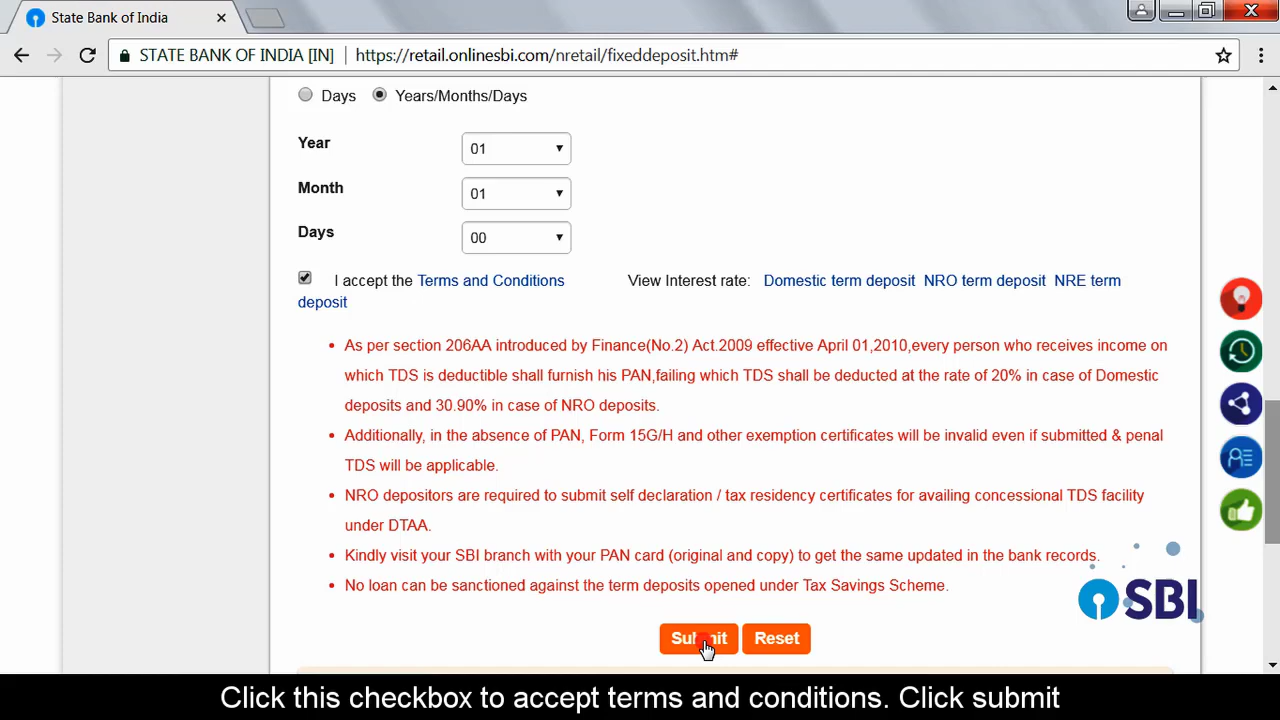 State Bank of India
STATE BANK OF INDIA [IN] https://retail.onlinesbi.com/nretail/fixeddeposit.htm#
Days Years/Months/Days
Year 01
Month 01
Days 00
I accept the Terms and Conditions View Interest rate: Domestic term deposit NRO term deposit NRE term
deposit
As per section 206AA introduced by Finance(No.2) Act.2009 effective April 01,2010,every person who receives income on
which TDS is deductible shall furnish his PAN,failing which TDS shall be deducted at the rate of 20% in case of Domestic
deposits and 30.90% in case of NRO deposits.
Additionally, in the absence of PAN, Form 15G/H and other exemption certificates will be invalid even if submitted & penal
TDS will be applicable.
NRO depositors are required to submit self declaration / tax residency certificates for availing concessional TDS facility
under DTAA.
Kindly visit your SBI branch with your PAN card (original and copy) to get the same updated in the bank records.
No loan can be sanctioned against the term deposits opened under Tax Savings Scheme.
SBI
Submit Reset
Click this checkbox to accept terms and conditions. Click submit